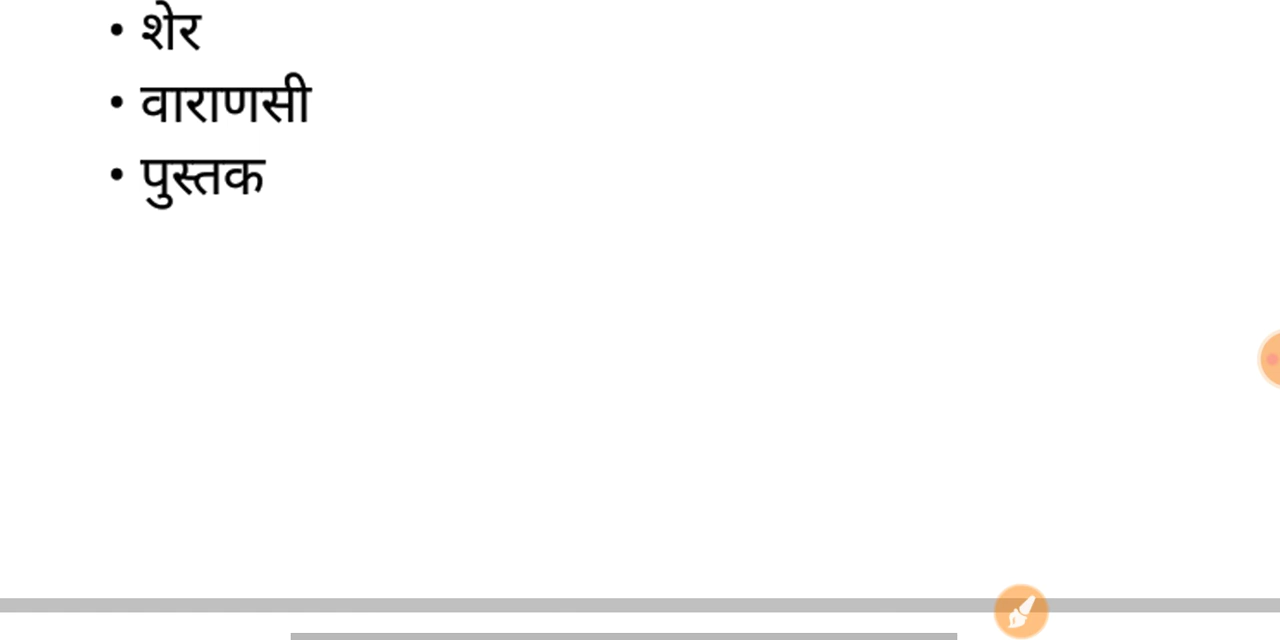 • शेर
• वाराणसी
• पुस्तक